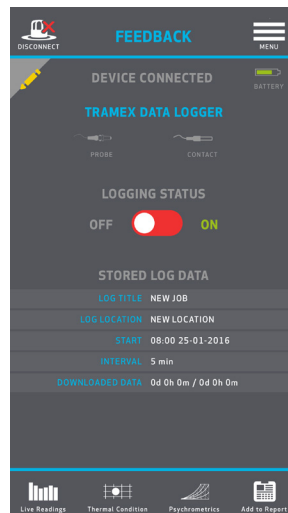 FEEDBACK
DISCONNECT
MENU
DEVICE CONNECTED
BATTERY
TRAMEX DATA LOGGER
PROBE CONTACT
LOGGING STATUS
OFF ON
STORED LOG DATA
LOG TITLE NEW JOB
LOG LOCATION NEW LOCATION
START 08:00 25-01-2016
INTERVAL 5 min
DOWNLOADED DATA 0d 0h 0m / 0d 0h 0m
Live Readings Thermal Condition Psychrometrics Add to Report